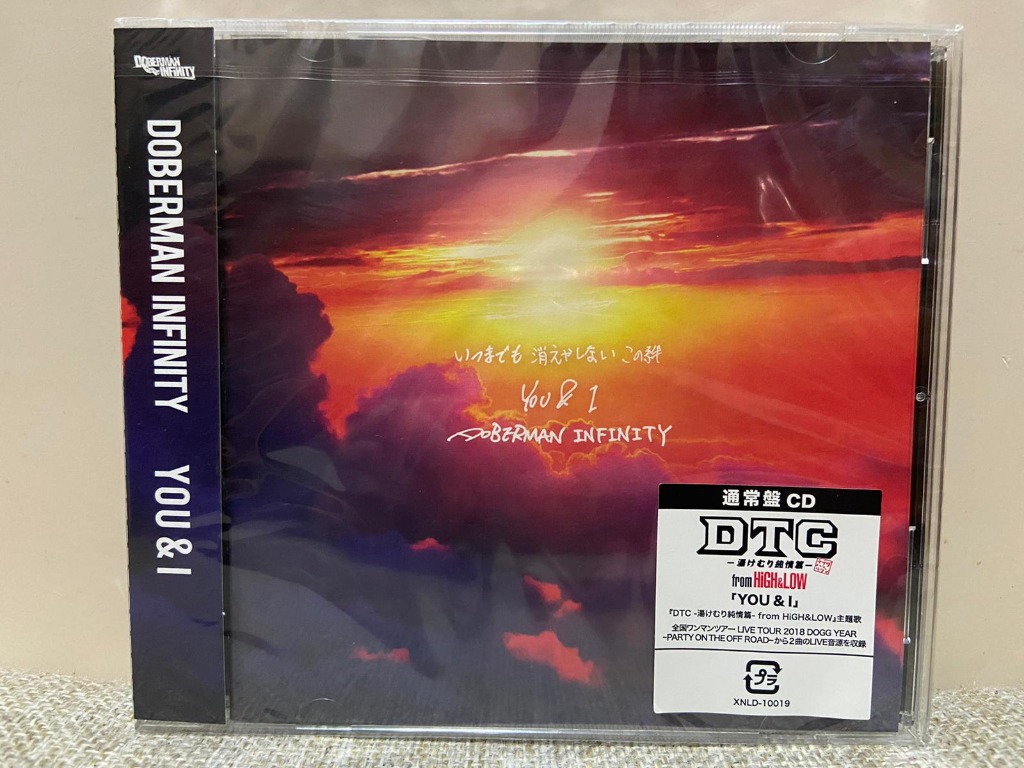 DOBERMAN INFINITY
DOBERMAN INFINITY YOU & I
いつまでも 消えやしない この絆
YOU & I
DOBERMAN INFINITY
通常盤 CD
DTC
-湯けむり純情篇-
from HiGH&LOW
「YOU & I」
『DTC -湯けむり純情篇- from HiGH&LOW』主題歌
全国ワンマンツアー LIVE TOUR 2018 DOGG YEAR
~PARTY ON THE OFF ROAD~から2曲のLIVE音源を収録
プラ
XNLD-10019